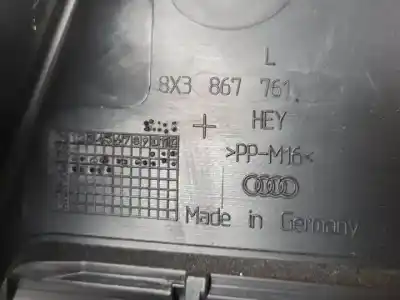 L
8X3 867 761
HEY
>PP-M16<
Made in Germany